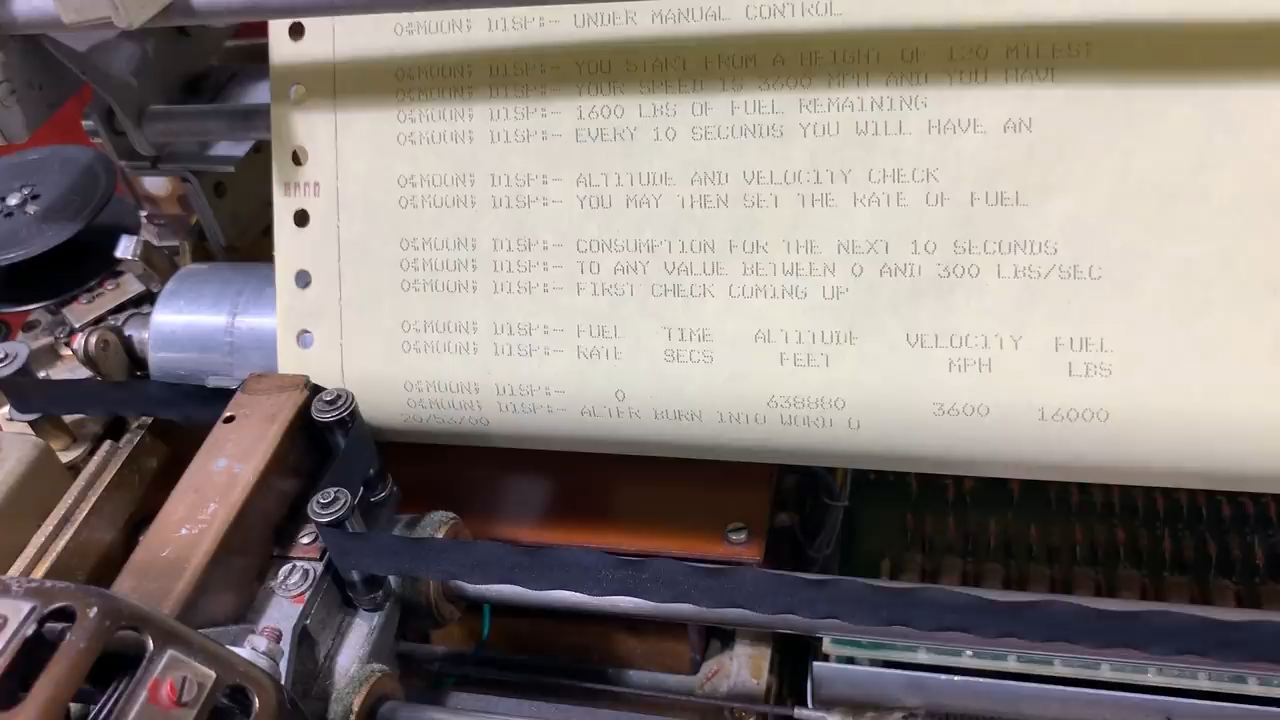 0#MOON; DISP:- UNDER MANUAL CONTROL
0#MOON; DISP:- YOU START FROM A HEIGHT OF 120 MILES!
0#MOON; DISP:- YOUR SPEED IS 3600 MPH AND YOU HAVE
0#MOON; DISP:- 1600 LBS OF FUEL REMAINING
0#MOON; DISP:- EVERY 10 SECONDS YOU WILL HAVE AN
0#MOON; DISP:- ALTITUDE AND VELOCITY CHECK
0#MOON; DISP:- YOU MAY THEN SET THE RATE OF FUEL
0#MOON; DISP:- CONSUMPTION FOR THE NEXT 10 SECONDS
0#MOON; DISP:- TO ANY VALUE BETWEEN 0 AND 300 LBS/SEC
0#MOON; DISP:- FIRST CHECK COMING UP
0#MOON; DISP:- FUEL TIME ALTITUDE VELOCITY FUEL
0#MOON; DISP:- RATE SECS FEET MPH LBS
0#MOON; DISP:- 0 638880 3600 16000
0#MOON; DISP:- ALTER BURN INTO WORD 0
20/53/00